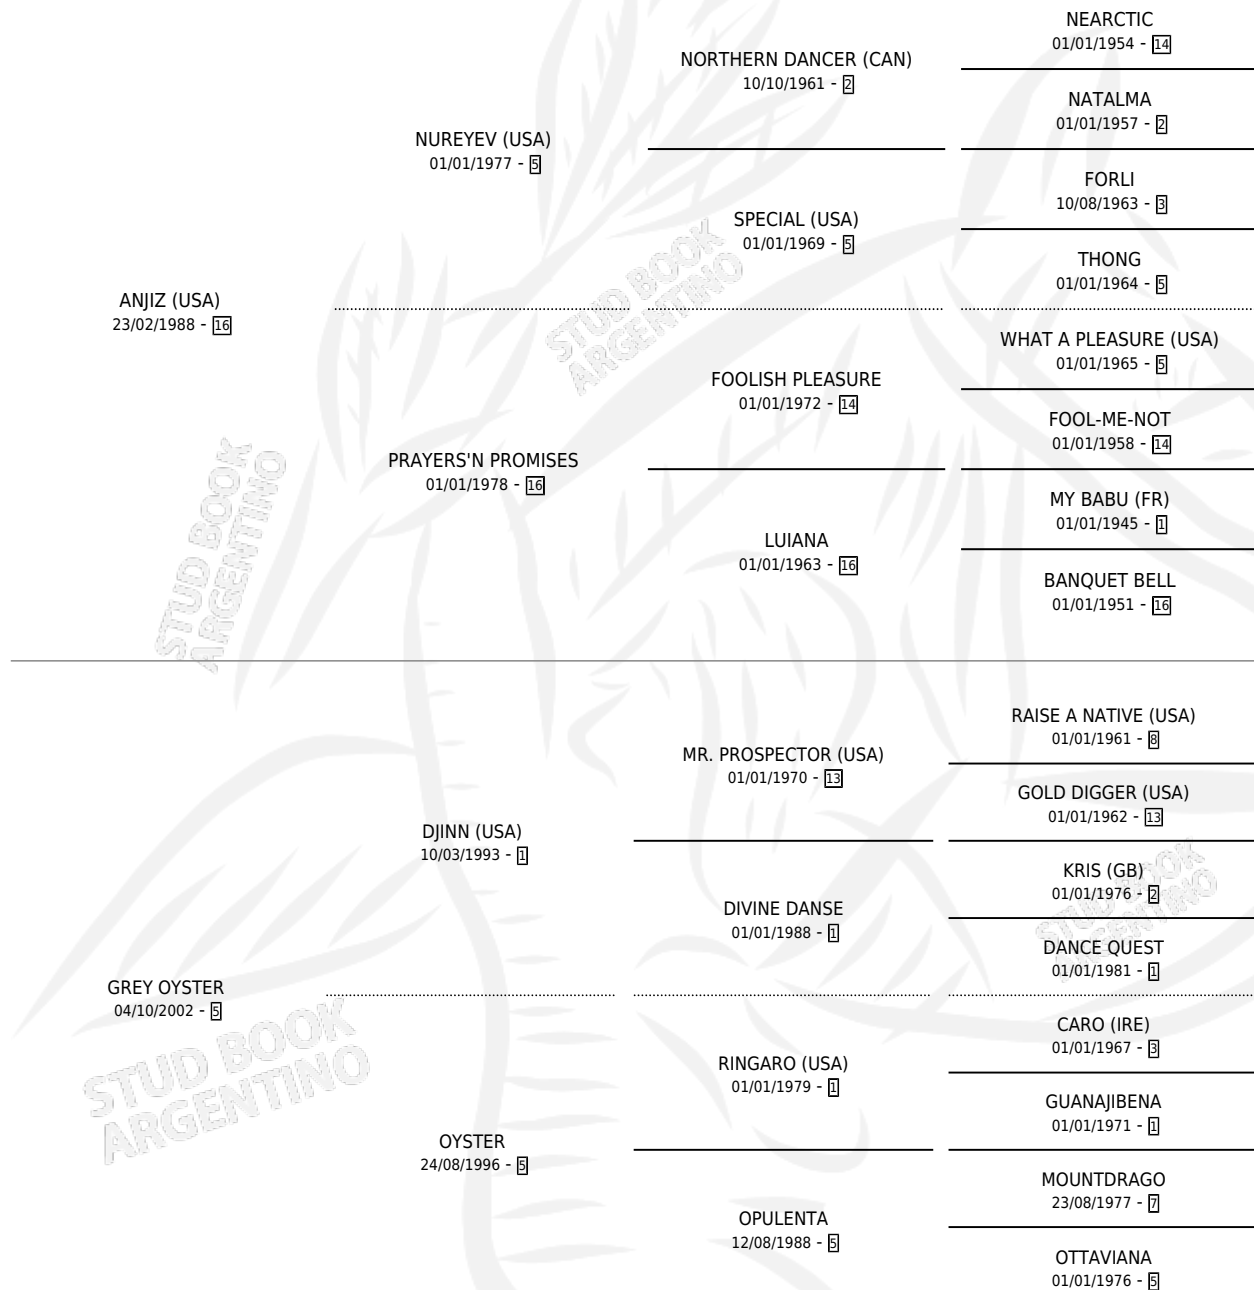 NEARCTIC
01/01/1954 - 14
NORTHERN DANCER (CAN)
10/10/1961 - 2
NATALMA
01/01/1957 - 2
NUREYEV (USA)
01/01/1977 - 5
FORLI
10/08/1963 - 3
SPECIAL (USA)
01/01/1969 - 5
THONG
01/01/1964 - 5
ANJIZ (USA)
23/02/1988 - 16
STUD BOOK
ARGENTINO
WHAT A PLEASURE (USA)
01/01/1965 - 5
FOOLISH PLEASURE
01/01/1972 - 14
FOOL-ME-NOT
01/01/1958 - 14
PRAYERS'N PROMISES
01/01/1978 - 16
MY BABU (FR)
01/01/1945 - 1
LUIANA
01/01/1963 - 16
BANQUET BELL
01/01/1951 - 16
STUD BOOK
ARGENTINO
RAISE A NATIVE (USA)
01/01/1961 - 8
MR. PROSPECTOR (USA)
01/01/1970 - 13
GOLD DIGGER (USA)
01/01/1962 - 13
DJINN (USA)
10/03/1993 - 1
KRIS (GB)
01/01/1976 - 2
DIVINE DANSE
01/01/1988 - 1
DANCE QUEST
01/01/1981 - 1
STUD BOOK
ARGENTINO
GREY OYSTER
04/10/2002 - 5
CARO (IRE)
01/01/1967 - 3
RINGARO (USA)
01/01/1979 - 1
GUANAJIBENA
01/01/1971 - 1
STUD BOOK
ARGENTINO
OYSTER
24/08/1996 - 5
MOUNTDRAGO
23/08/1977 - 7
OPULENTA
12/08/1988 - 5
OTTAVIANA
01/01/1976 - 5